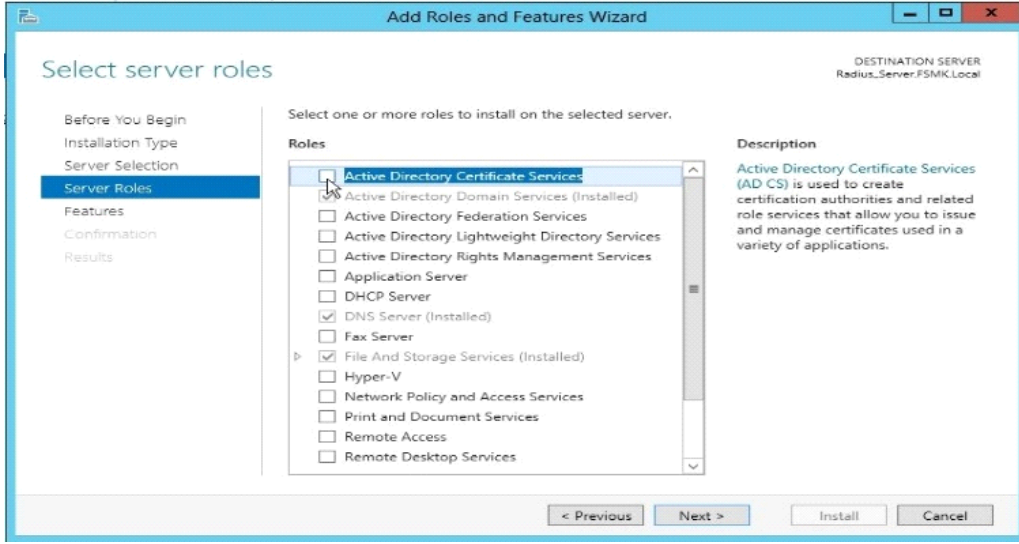 Add Roles and Features Wizard
Select server roles
DESTINATION SERVER
Radius_Server.FSMK.Local
Before You Begin
Installation Type
Server Selection
Server Roles
Features
Confirmation
Results
Select one or more roles to install on the selected server.
Roles
Active Directory Certificate Services
Active Directory Domain Services (Installed)
Active Directory Federation Services
Active Directory Lightweight Directory Services
Active Directory Rights Management Services
Application Server
DHCP Server
DNS Server (Installed)
Fax Server
File And Storage Services (Installed)
Hyper-V
Network Policy and Access Services
Print and Document Services
Remote Access
Remote Desktop Services
Description
Active Directory Certificate Services
(AD CS) is used to create
certification authorities and related
role services that allow you to issue
and manage certificates used in a
variety of applications.
< Previous
Next >
Install
Cancel